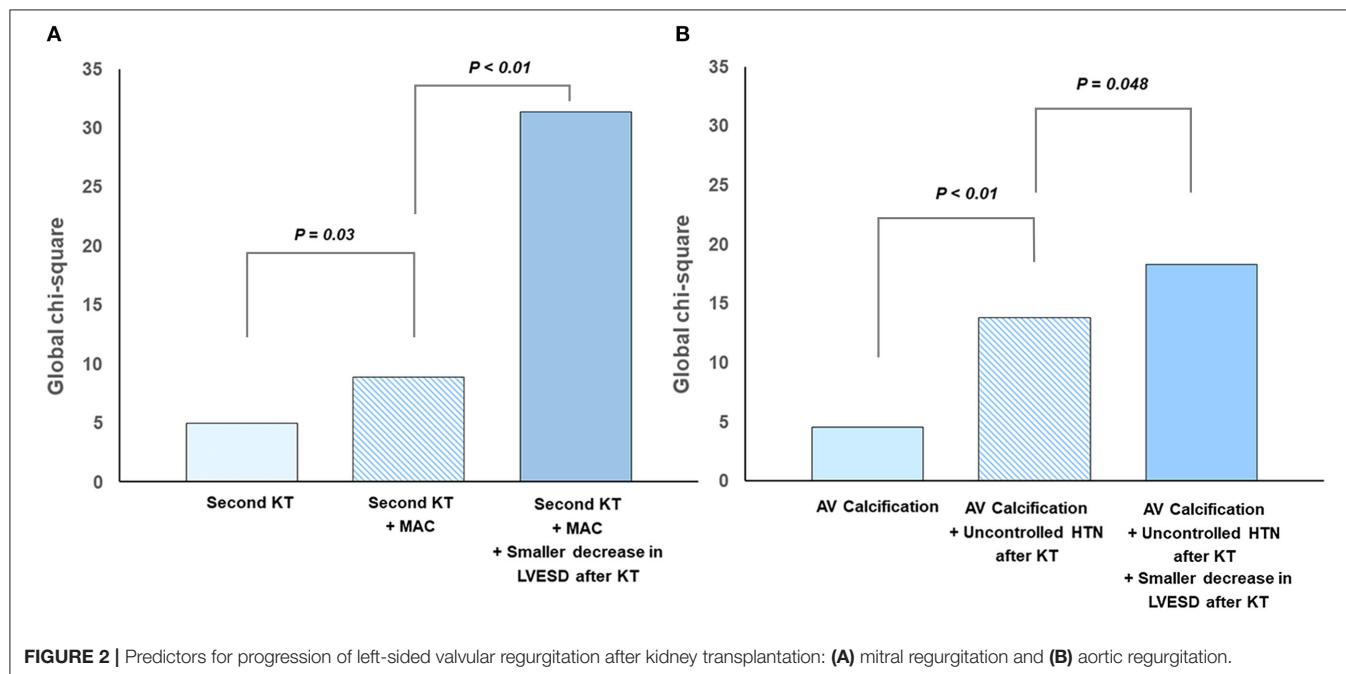 A
35
30
25
20
15
10
5
0
Global chi-square
P = 0.03
P < 0.01
Second KT
Second KT
+ MAC
Second KT
+ MAC
+ Smaller decrease in
LVESD after KT
B
35
30
25
20
15
10
5
0
Global chi-square
P < 0.01
P = 0.048
AV Calcification
AV Calcification
+ Uncontrolled HTN
after KT
AV Calcification
+ Uncontrolled HTN
after KT
+ Smaller decrease in
LVESD after KT
FIGURE 2 | Predictors for progression of left-sided valvular regurgitation after kidney transplantation: (A) mitral regurgitation and (B) aortic regurgitation.